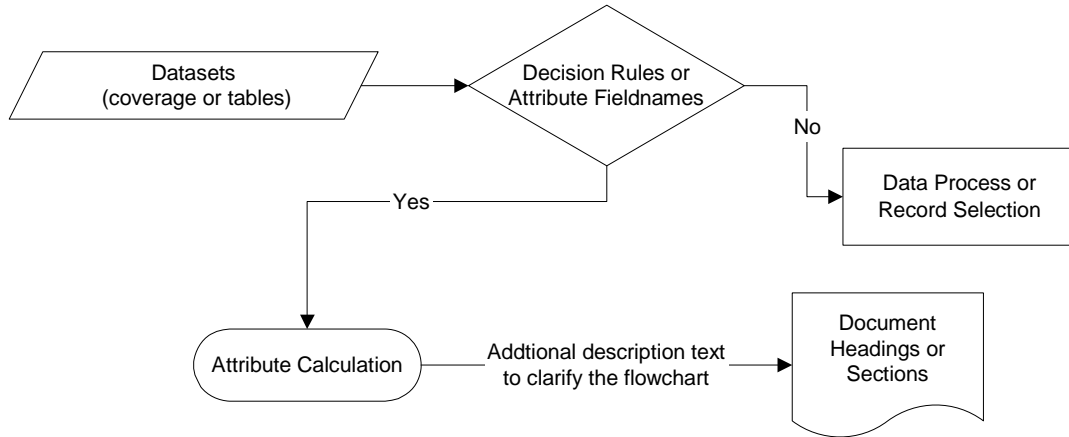 Datasets
(coverage or tables)
Decision Rules or
Attribute Fieldnames
No
Data Process or
Record Selection
Yes
Attribute Calculation
Addtional description text
to clarify the flowchart
Document
Headings or
Sections